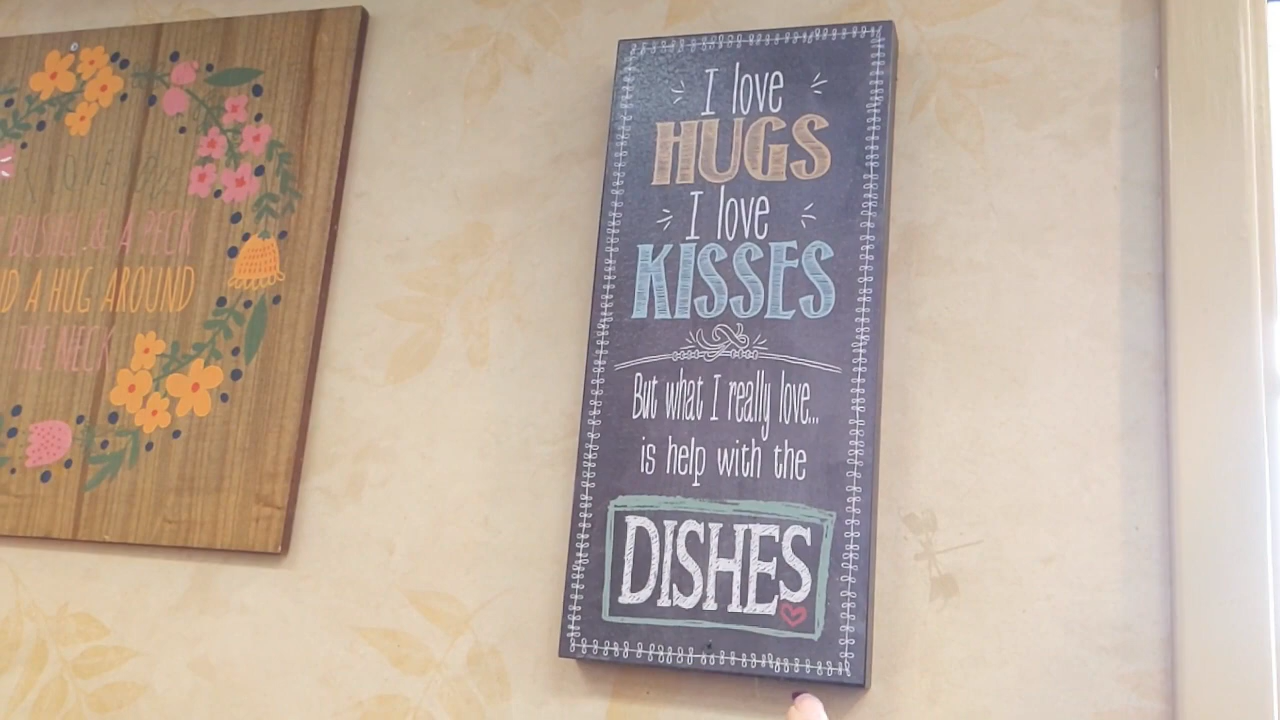 A BUSHEL & A PECK
A HUG AROUND
THE NECK
I love
HUGS
I love
KISSES
But what I really love...
is help with the
DISHES